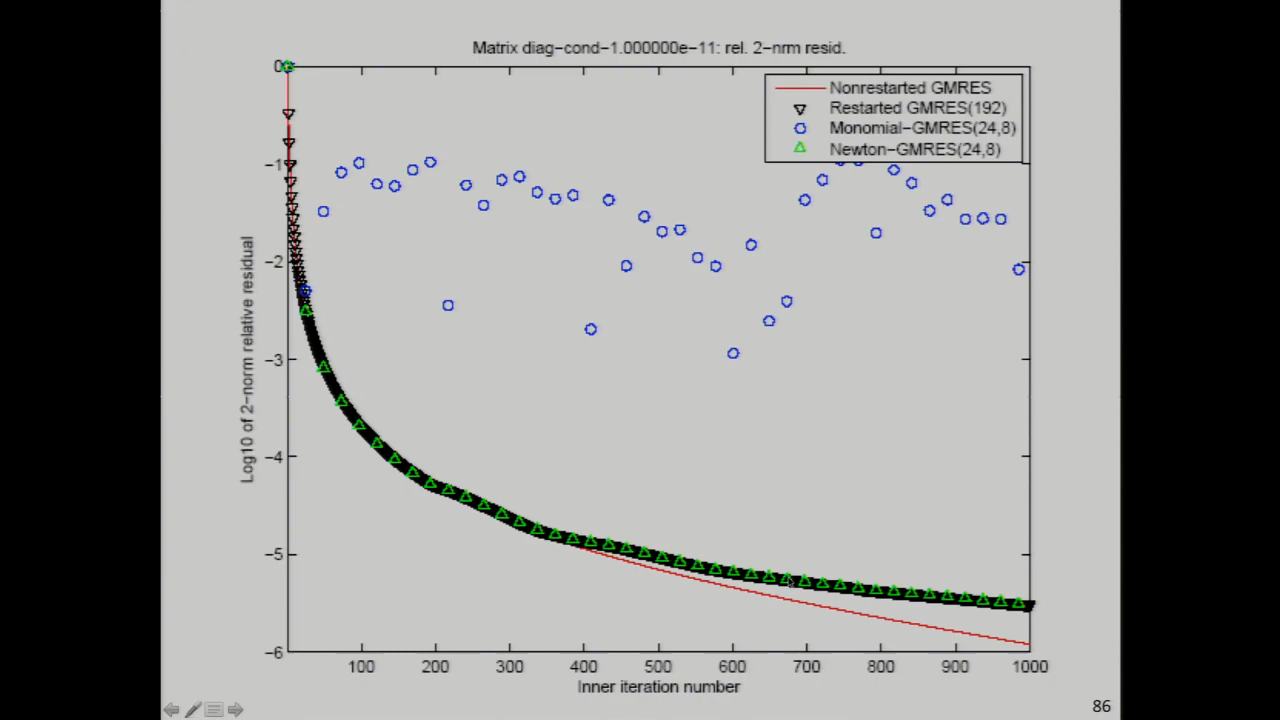 Matrix diag-cond-1.000000e-11: rel. 2-nrm resid.
0
Nonrestarted GMRES
Restarted GMRES(192)
Monomial-GMRES(24,8)
Newton-GMRES(24,8)
-1
-2
-3
-4
-5
-6
Log10 of 2-norm relative residual
100 200 300 400 500 600 700 800 900 1000
Inner iteration number
86